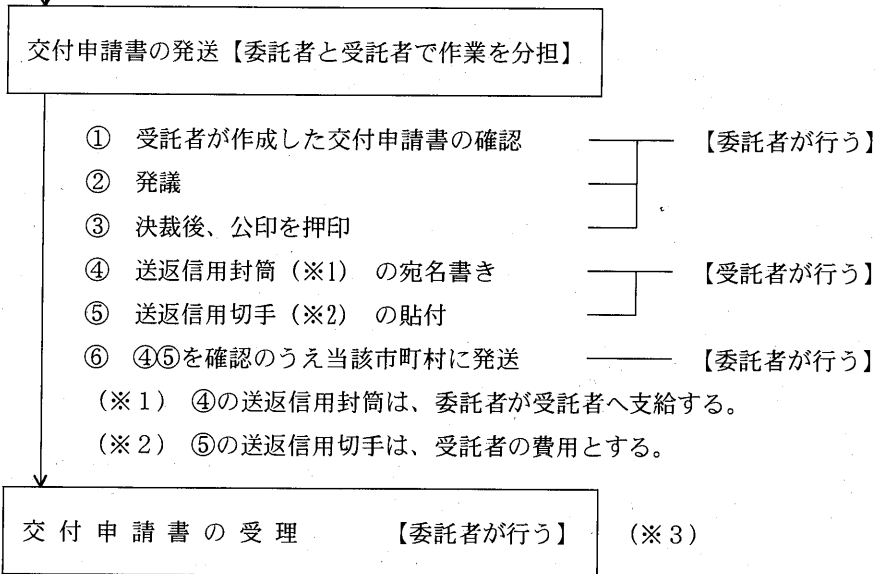 交付申請書の発送【委託者と受託者で作業を分担】
① 受託者が作成した交付申請書の確認 【委託者が行う】
② 発議
③ 決裁後、公印を押印
④ 送返信用封筒（※1）の宛名書き 【受託者が行う】
⑤ 送返信用切手（※2）の貼付
⑥ ④⑤を確認のうえ当該市町村に発送 【委託者が行う】
（※１）④の送返信用封筒は、委託者が受託者へ支給する。
（※２）⑤の送返信用切手は、受託者の費用とする。
交付申請書の受理 【委託者が行う】 （※３）